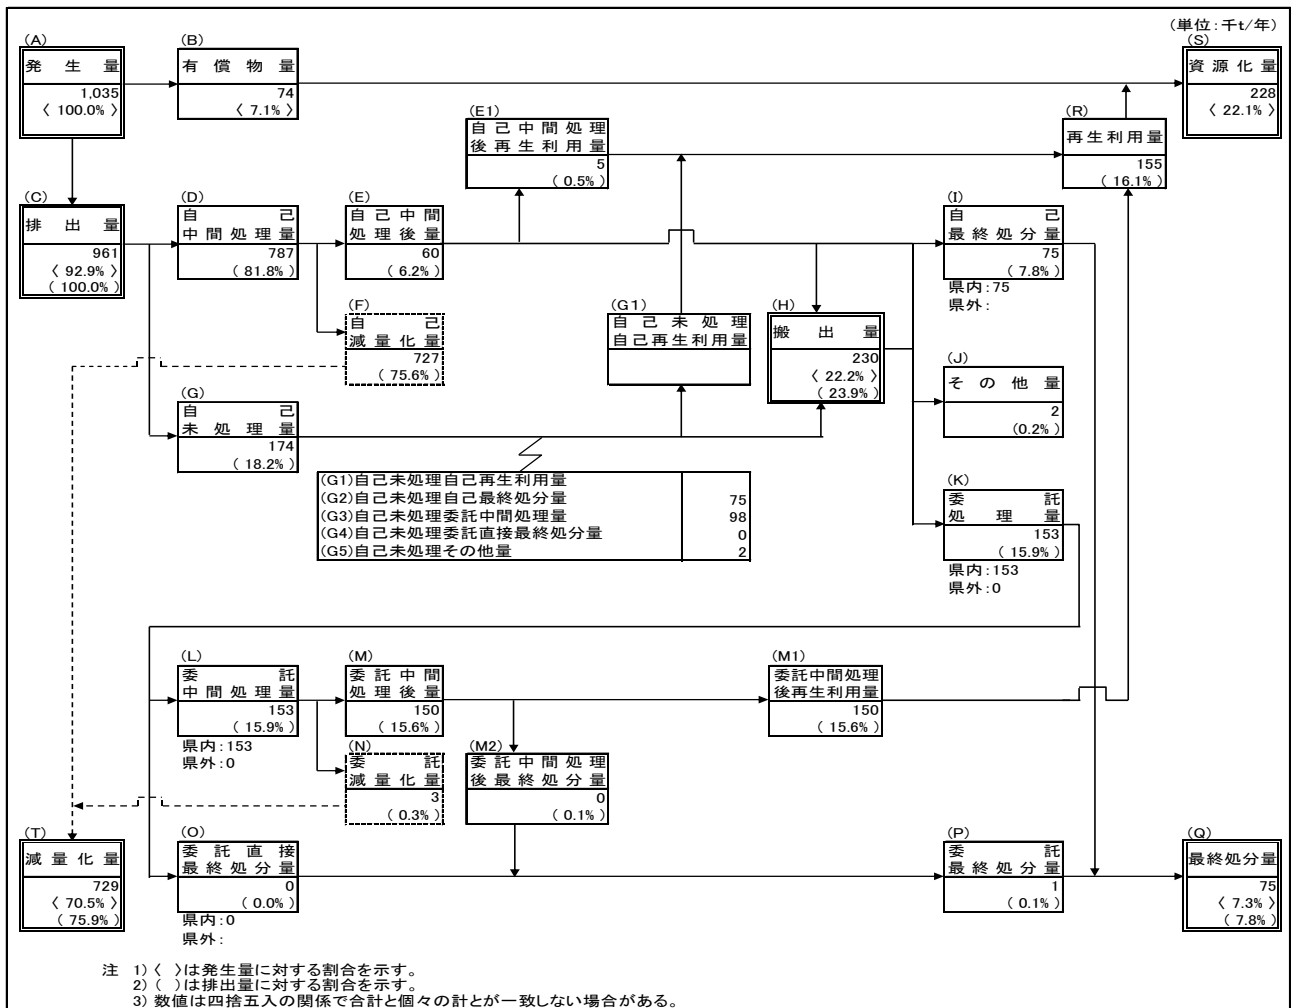 （単位：千t/年）
(A)
発生量
1,035
〈 100.0% 〉
(B)
有償物量
74
〈 7.1% 〉
(S)
資源化量
228
〈 22.1% 〉
(E1)
自己中間処理
後再生利用量
5
( 0.5% )
(R)
再生利用量
155
( 16.1% )
(C)
排出量
961
〈 92.9% 〉
( 100.0% )
(D)
自己
中間処理量
787
( 81.8% )
(E)
自己中間
処理後量
60
( 6.2% )
(I)
自己
最終処分量
75
( 7.8% )
県内：75
県外：
(F)
自己
減量化量
727
( 75.6% )
(G1)
自己未処理
自己再生利用量
(H)
搬出量
230
〈 22.2% 〉
( 23.9% )
(J)
その他量
2
(0.2% )
(G)
自己
未処理量
174
( 18.2% )
(G1)自己未処理自己再生利用量
(G2)自己未処理自己最終処分量 75
(G3)自己未処理委託中間処理量 98
(G4)自己未処理委託直接最終処分量 0
(G5)自己未処理その他量 2
(K)
委託
処理量
153
( 15.9% )
県内：153
県外：0
(L)
委託
中間処理量
153
( 15.9% )
県内：153
県外：0
(M)
委託中間
処理後量
150
( 15.6% )
(M1)
委託中間処理
後再生利用量
150
( 15.6% )
(N)
委託
減量化量
3
( 0.3% )
(M2)
委託中間処理
後最終処分量
0
( 0.1% )
(T)
減量化量
729
〈 70.5% 〉
( 75.9% )
(O)
委託直接
最終処分量
0
( 0.0% )
県内：0
県外：
(P)
委託
最終処分量
1
( 0.1% )
(Q)
最終処分量
75
〈 7.3% 〉
( 7.8% )
注 1) 〈 〉は発生量に対する割合を示す。
2) ( )は排出量に対する割合を示す。
3) 数値は四捨五入の関係で合計と個々の計とが一致しない場合がある。